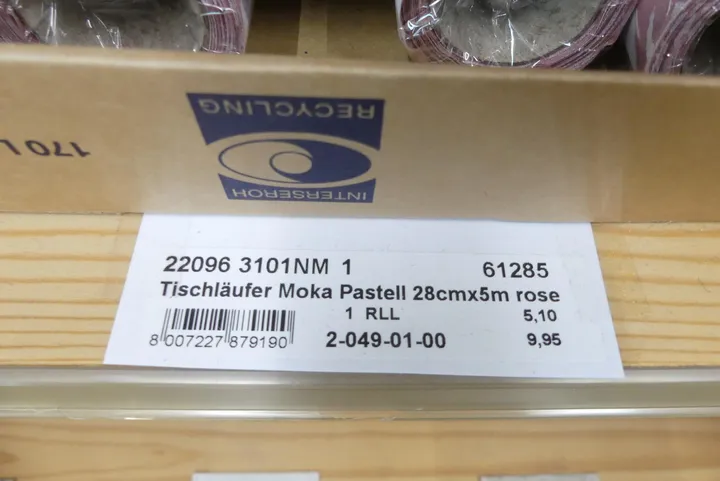 RECYCLING
INTERSEROH
170 L
22096 3101NM 1 61285
Tischläufer Moka Pastell 28cmx5m rose
1 RLL 5,10
8 007227 879190 2-049-01-00 9,95